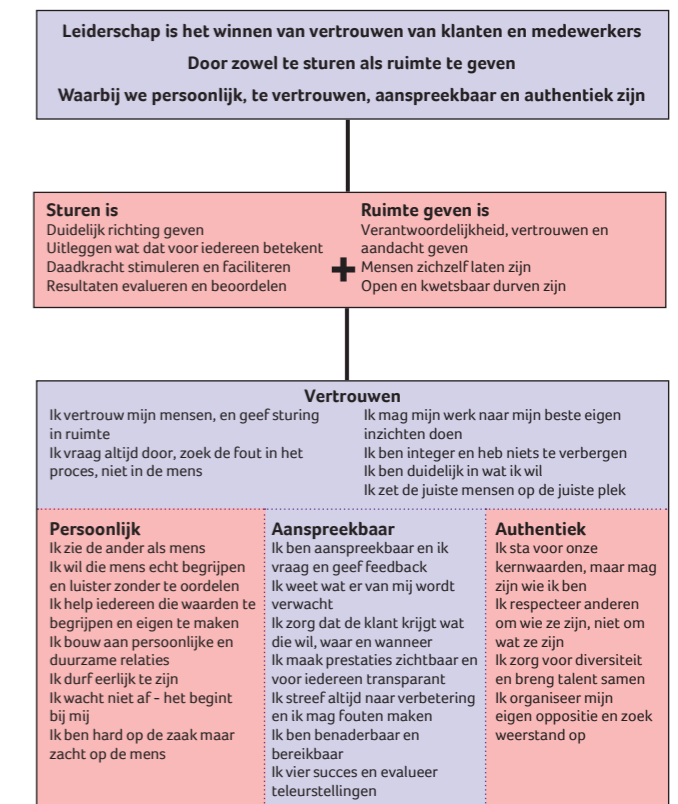 Leiderschap is het winnen van vertrouwen van klanten en medewerkers
Door zowel te sturen als ruimte te geven
Waarbij we persoonlijk, te vertrouwen, aanspreekbaar en authentiek zijn
Sturen is
Duidelijk richting geven
Uitleggen wat dat voor iedereen betekent
Daadkracht stimuleren en faciliteren
Resultaten evalueren en beoordelen
+
Ruimte geven is
Verantwoordelijkheid, vertrouwen en
aandacht geven
Mensen zichzelf laten zijn
Open en kwetsbaar durven zijn
Vertrouwen
Ik vertrouw mijn mensen, en geef sturing
in ruimte
Ik vraag altijd door, zoek de fout in het
proces, niet in de mens
Ik mag mijn werk naar mijn beste eigen
inzichten doen
Ik ben integer en heb niets te verbergen
Ik ben duidelijk in wat ik wil
Ik zet de juiste mensen op de juiste plek
Persoonlijk
Ik zie de ander als mens
Ik wil die mens echt begrijpen
en luister zonder te oordelen
Ik help iedereen die waarden te
begrijpen en eigen te maken
Ik bouw aan persoonlijke en
duurzame relaties
Ik durf eerlijk te zijn
Ik wacht niet af - het begint
bij mij
Ik ben hard op de zaak maar
zacht op de mens
Aanspreekbaar
Ik ben aanspreekbaar en ik
vraag en geef feedback
Ik weet wat er van mij wordt
verwacht
Ik zorg dat de klant krijgt wat
die wil, waar en wanneer
Ik maak prestaties zichtbaar en
voor iedereen transparant
Ik streef altijd naar verbetering
en ik mag fouten maken
Ik ben benaderbaar en
bereikbaar
Ik vier succes en evalueer
teleurstellingen
Authentiek
Ik sta voor onze
kernwaarden, maar mag
zijn wie ik ben
Ik respecteer anderen
om wie ze zijn, niet om
wat ze zijn
Ik zorg voor diversiteit
en breng talent samen
Ik organiseer mijn
eigen oppositie en zoek
weerstand op